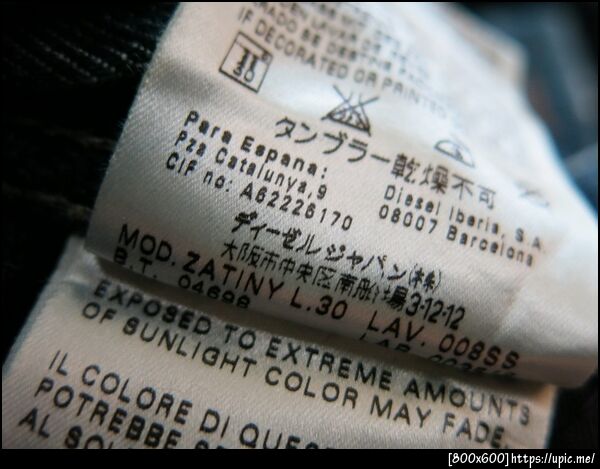 IF DECORATED OR PRINTED
タンブラー乾燥不可
Para Espana: Diesel Iberia, S.A.
Pza Catalunya,9 08007 Barcelona
CIF no: A62226170
ディーゼルジャパン(株)
大阪市中央区南船場3-12-12
MOD. ZATINY L.30 LAV. 008SS
B.T. 04698
EXPOSED TO EXTREME AMOUNTS
OF SUNLIGHT COLOR MAY FADE.
IL COLORE DI
POTREBBE
AL
[800x600]https://upic.me/